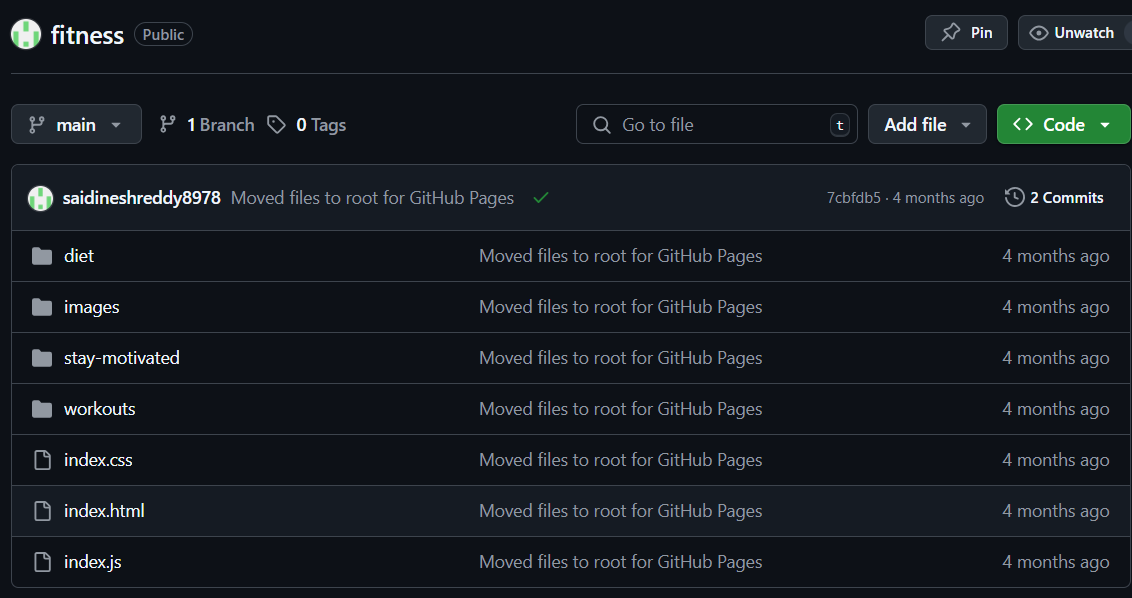 fitness Public Pin Unwatch
main 1 Branch 0 Tags Go to file t Add file Code
saidineshreddy8978 Moved files to root for GitHub Pages 7cbfdb5 · 4 months ago 2 Commits
diet Moved files to root for GitHub Pages 4 months ago
images Moved files to root for GitHub Pages 4 months ago
stay-motivated Moved files to root for GitHub Pages 4 months ago
workouts Moved files to root for GitHub Pages 4 months ago
index.css Moved files to root for GitHub Pages 4 months ago
index.html Moved files to root for GitHub Pages 4 months ago
index.js Moved files to root for GitHub Pages 4 months ago